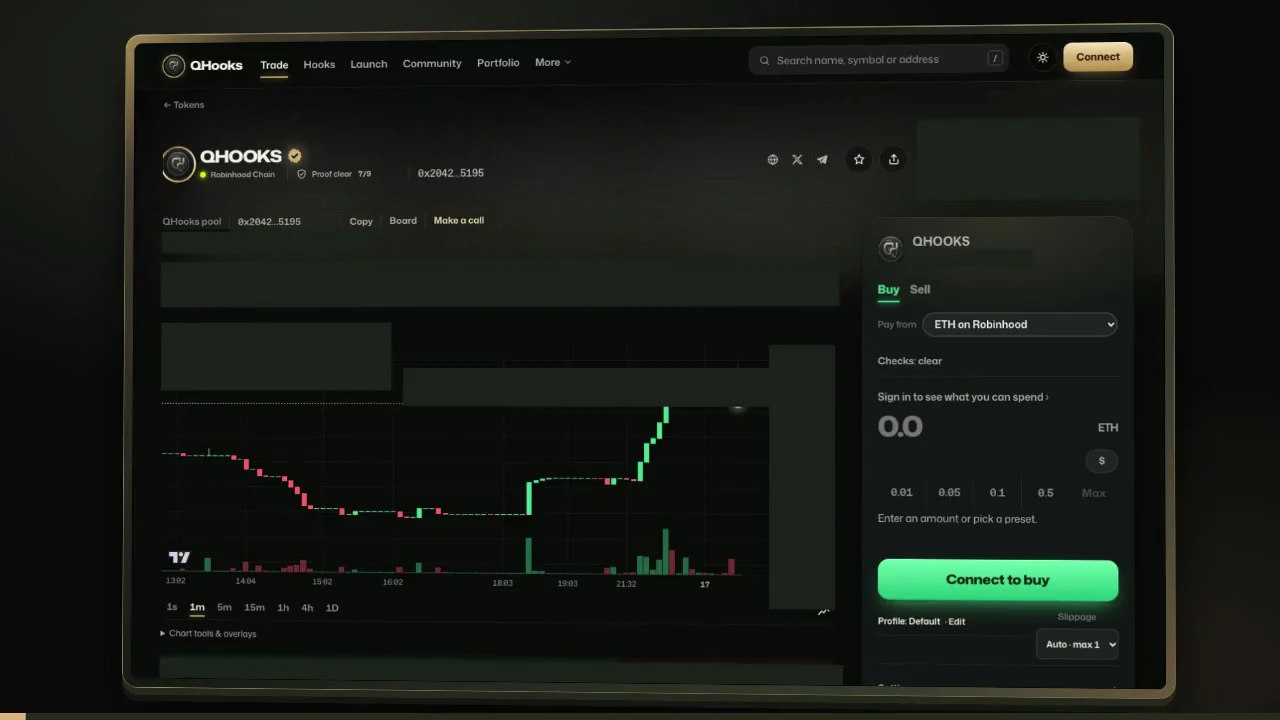 QHooks Trade Hooks Launch Community Portfolio More Search name, symbol or address / Connect
← Tokens
QHOOKS
Robinhood Chain Proof clear 7/9 0x2042…5195
QHooks pool 0x2042…5195 Copy Board Make a call
QHOOKS
Buy Sell
Pay from ETH on Robinhood
Checks: clear
Sign in to see what you can spend ›
0.0 ETH
$
0.01 0.05 0.1 0.5 Max
Enter an amount or pick a preset.
13:02 14:04 15:02 16:02 18:03 19:03 21:32 17
Connect to buy
1s 1m 5m 15m 1h 4h 1D
Profile: Default · Edit Slippage
Chart tools & overlays
Auto · max 1